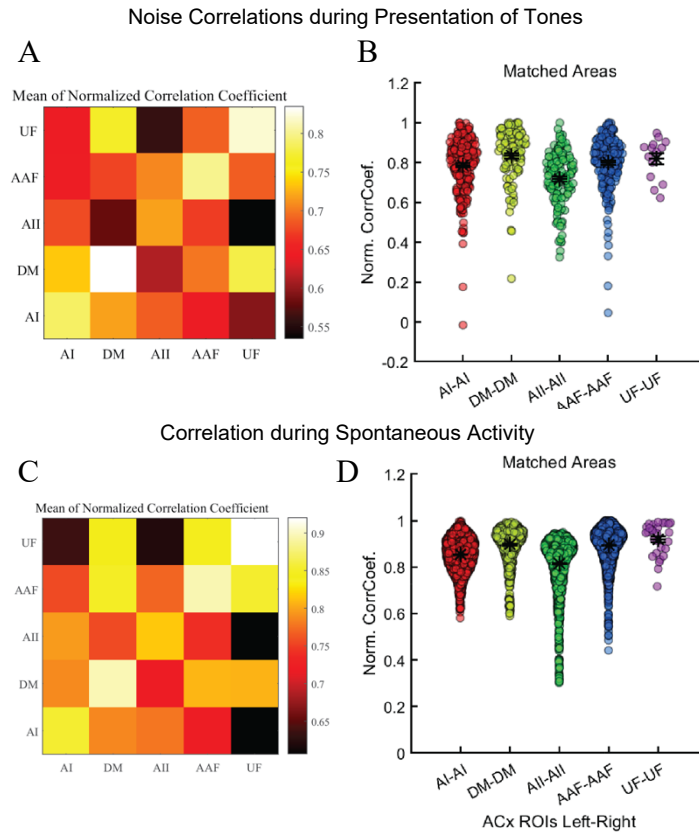 Noise Correlations during Presentation of Tones
A
Mean of Normalized Correlation Coefficient
UF
AAF
AII
DM
AI
AI DM AII AAF UF
0.8
0.75
0.7
0.65
0.6
0.55
B
Matched Areas
Norm. CorrCoef.
1.2
1
0.8
0.6
0.4
0.2
0
-0.2
AI-AI DM-DM AII-AII AAF-AAF UF-UF
Correlation during Spontaneous Activity
C
Mean of Normalized Correlation Coefficient
UF
AAF
AII
DM
AI
AI DM AII AAF UF
0.9
0.85
0.8
0.75
0.7
0.65
D
Matched Areas
Norm. CorrCoef.
1.2
1
0.8
0.6
0.4
0.2
0
AI-AI DM-DM AII-AII AAF-AAF UF-UF
ACx ROIs Left-Right